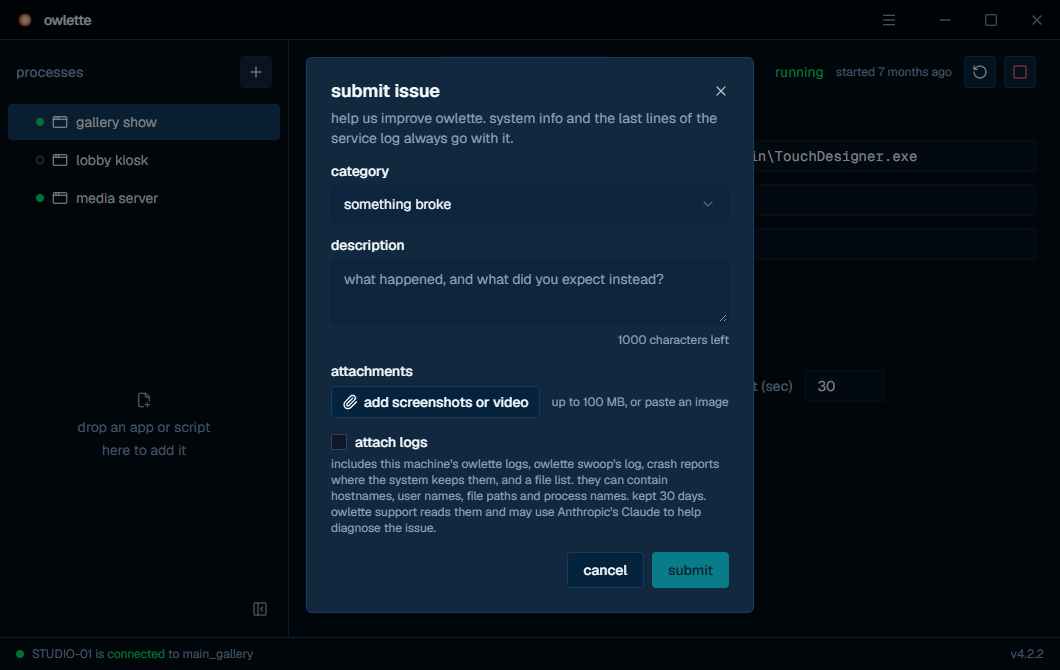 owlette
processes
running started 7 months ago
gallery show
lobby kiosk
media server
drop an app or script
here to add it
submit issue
help us improve owlette. system info and the last lines of the
service log always go with it.
category
something broke
description
what happened, and what did you expect instead?
1000 characters left
attachments
add screenshots or video up to 100 MB, or paste an image
attach logs
includes this machine's owlette logs, owlette swoop's log, crash reports
where the system keeps them, and a file list. they can contain
hostnames, user names, file paths and process names. kept 30 days.
owlette support reads them and may use Anthropic's Claude to help
diagnose the issue.
cancel submit
in\TouchDesigner.exe
t (sec) 30
STUDIO-01 is connected to main_gallery
v4.2.2